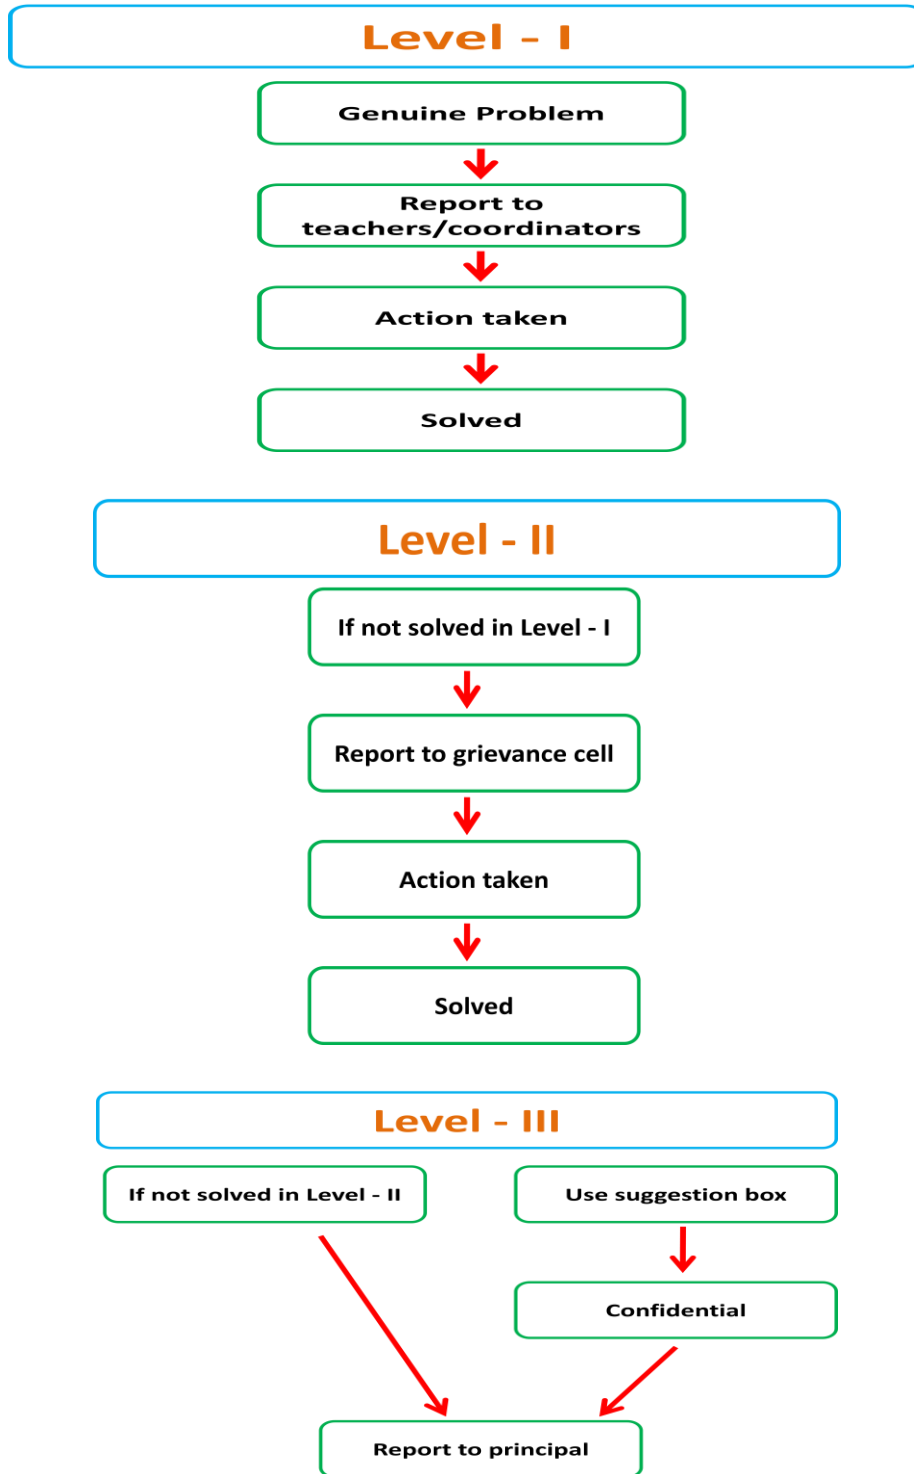 Level - I
Genuine Problem
Report to
teachers/coordinators
Action taken
Solved
Level - II
If not solved in Level - I
Report to grievance cell
Action taken
Solved
Level - III
If not solved in Level - II
Use suggestion box
Confidential
Report to principal